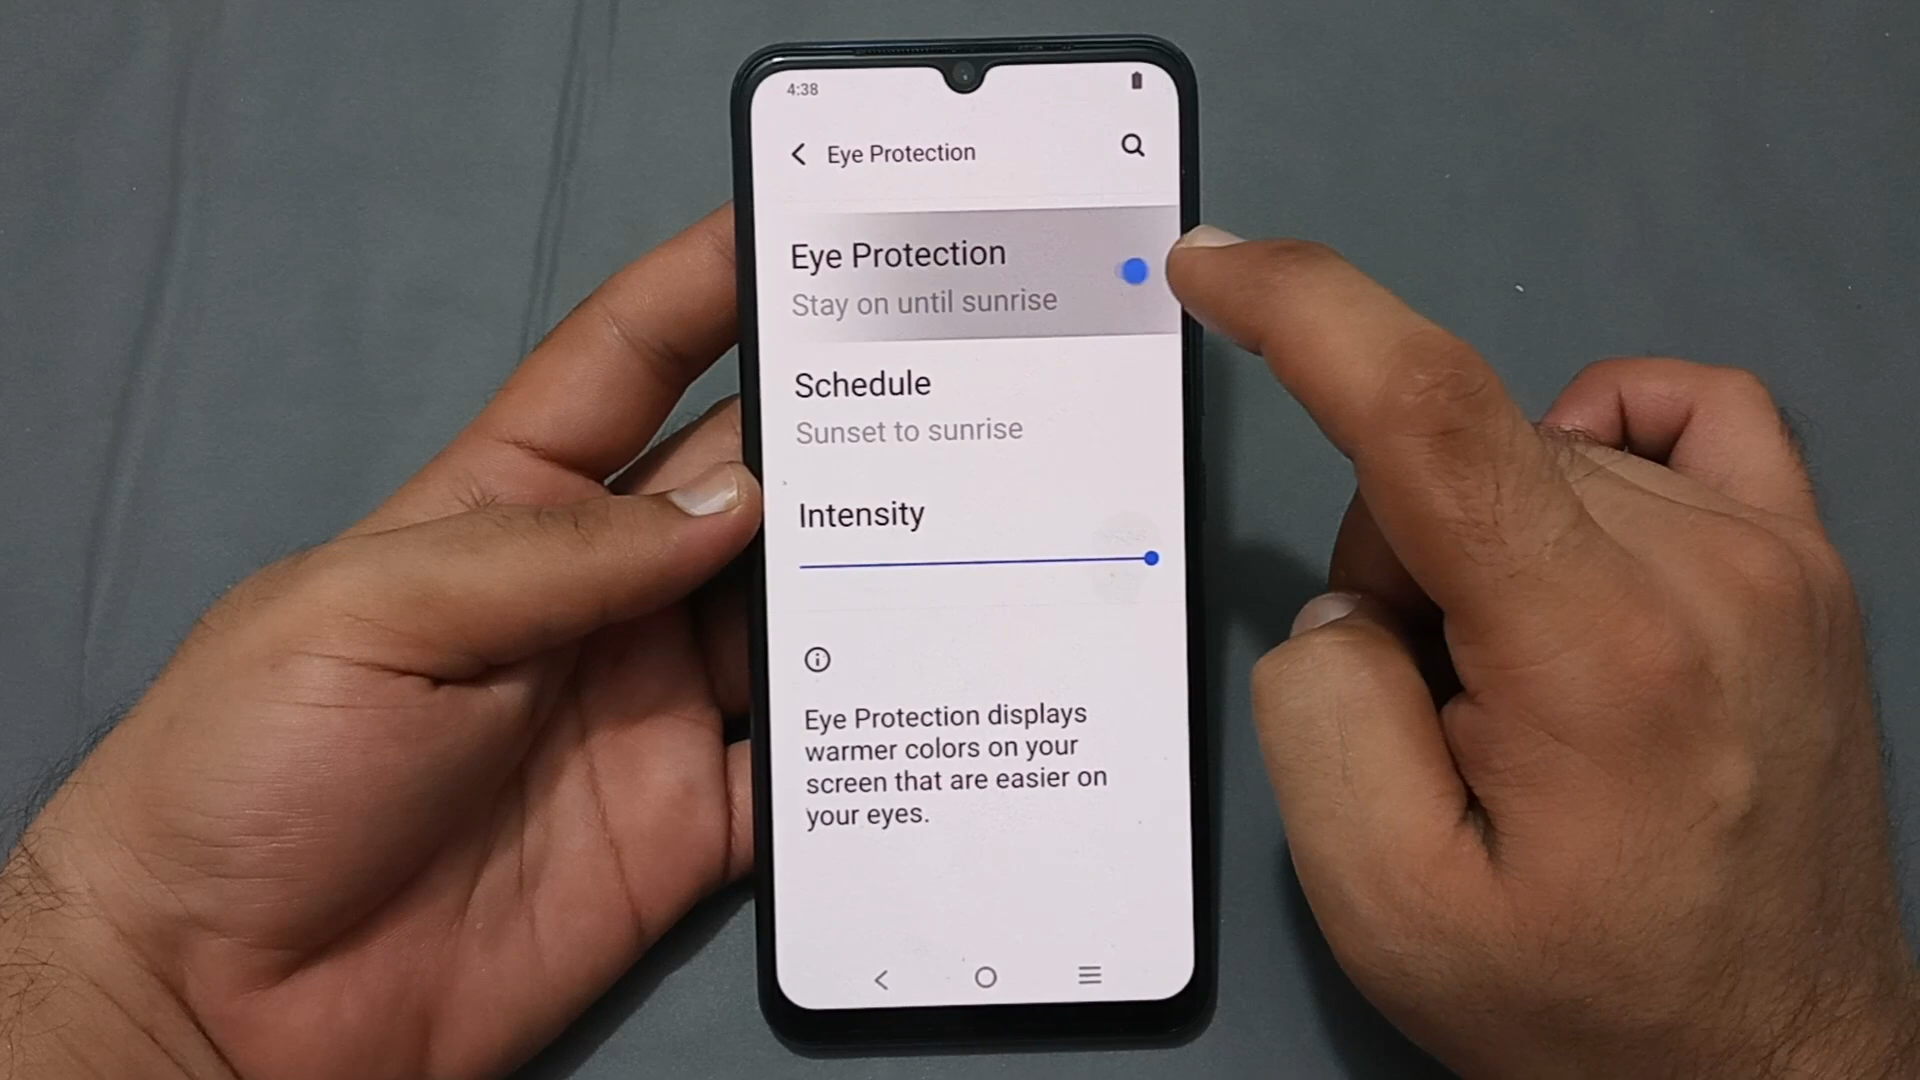 4:38
Eye Protection
Eye Protection
Stay on until sunrise
Schedule
Sunset to sunrise
Intensity
Eye Protection displays
warmer colors on your
screen that are easier on
your eyes.